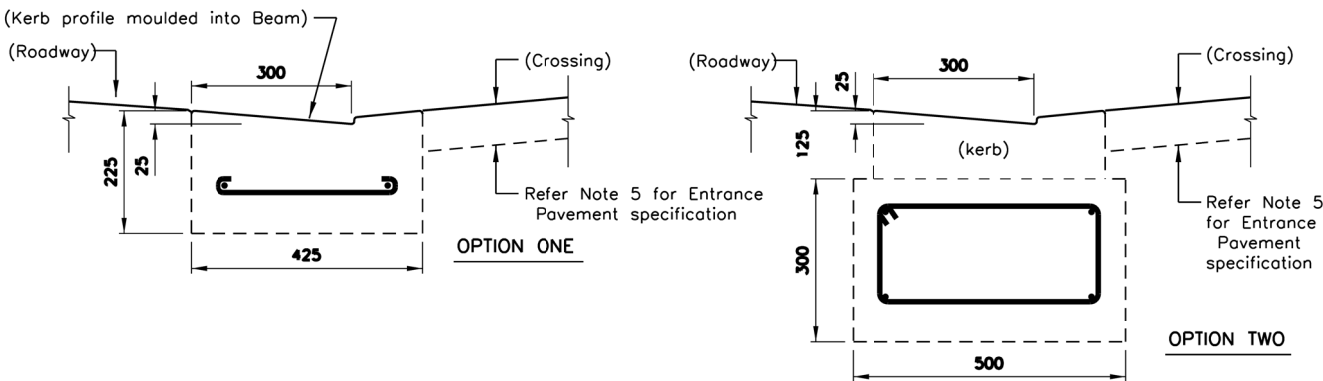 (Kerb profile moulded into Beam)
(Roadway)
300
(Crossing)
225
25
Refer Note 5 for Entrance
Pavement specification
425
OPTION ONE
(Roadway)
25
300
(Crossing)
125
(kerb)
Refer Note 5
for Entrance
Pavement
specification
300
500
OPTION TWO